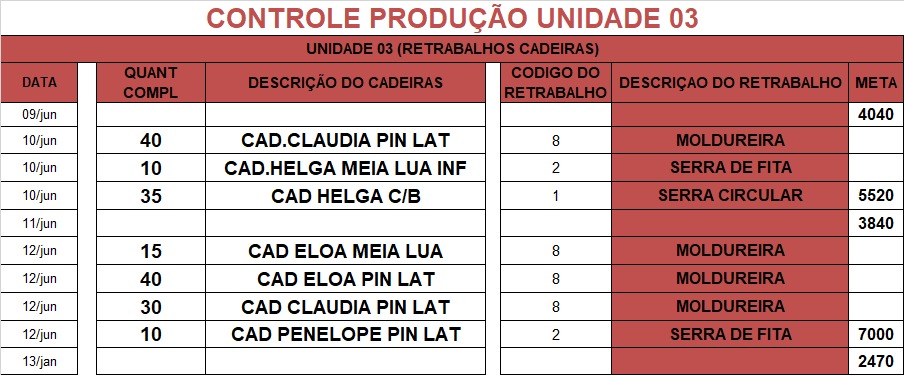 CONTROLE PRODUÇÃO UNIDADE 03
UNIDADE 03 (RETRABALHOS CADEIRAS)
DATA QUANT COMPL DESCRIÇÃO DO CADEIRAS CODIGO DO RETRABALHO DESCRIÇAO DO RETRABALHO META
09/jun 4040
10/jun 40 CAD.CLAUDIA PIN LAT 8 MOLDUREIRA
10/jun 10 CAD.HELGA MEIA LUA INF 2 SERRA DE FITA
10/jun 35 CAD HELGA C/B 1 SERRA CIRCULAR 5520
11/jun 3840
12/jun 15 CAD ELOA MEIA LUA 8 MOLDUREIRA
12/jun 40 CAD ELOA PIN LAT 8 MOLDUREIRA
12/jun 30 CAD CLAUDIA PIN LAT 8 MOLDUREIRA
12/jun 10 CAD PENELOPE PIN LAT 2 SERRA DE FITA 7000
13/jan 2470